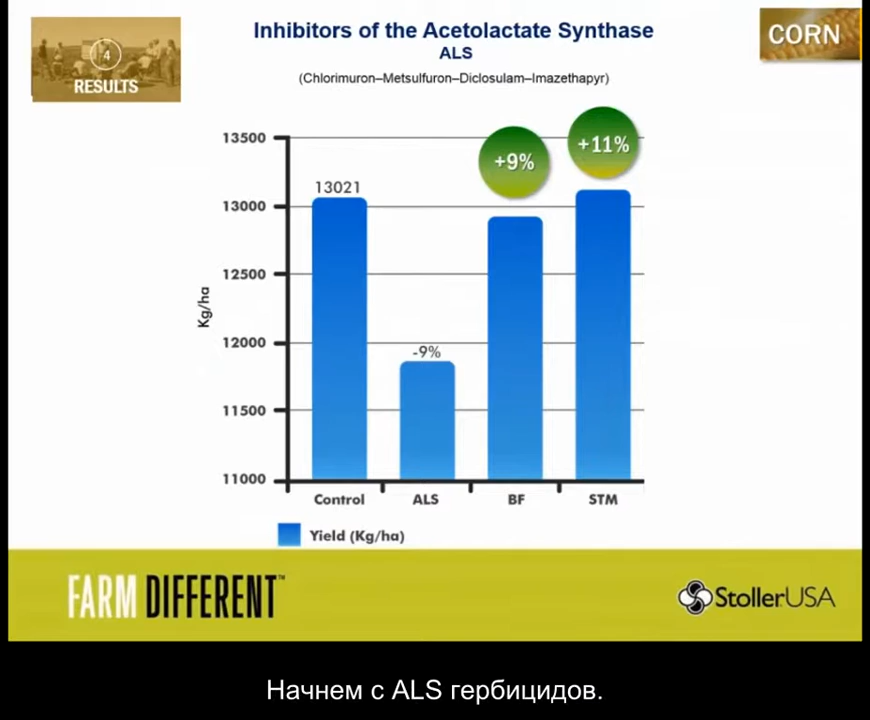 Inhibitors of the Acetolactate Synthase
ALS
(Chlorimuron–Metsulfuron–Diclosulam–Imazethapyr)
4
RESULTS
CORN
13500
13000
12500
12000
11500
11000
Kg/ha
13021
-9%
+9%
+11%
Control
ALS
BF
STM
Yield (Kg/ha)
FARM DIFFERENT™
StollerUSA
Начнем с ALS гербицидов.